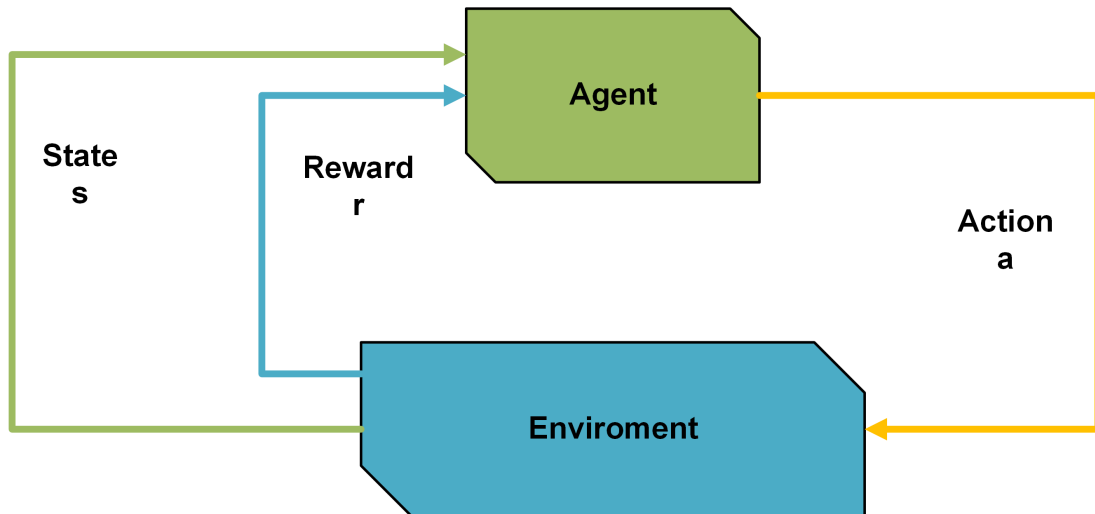 Agent
State
s
Reward
r
Action
a
Enviroment